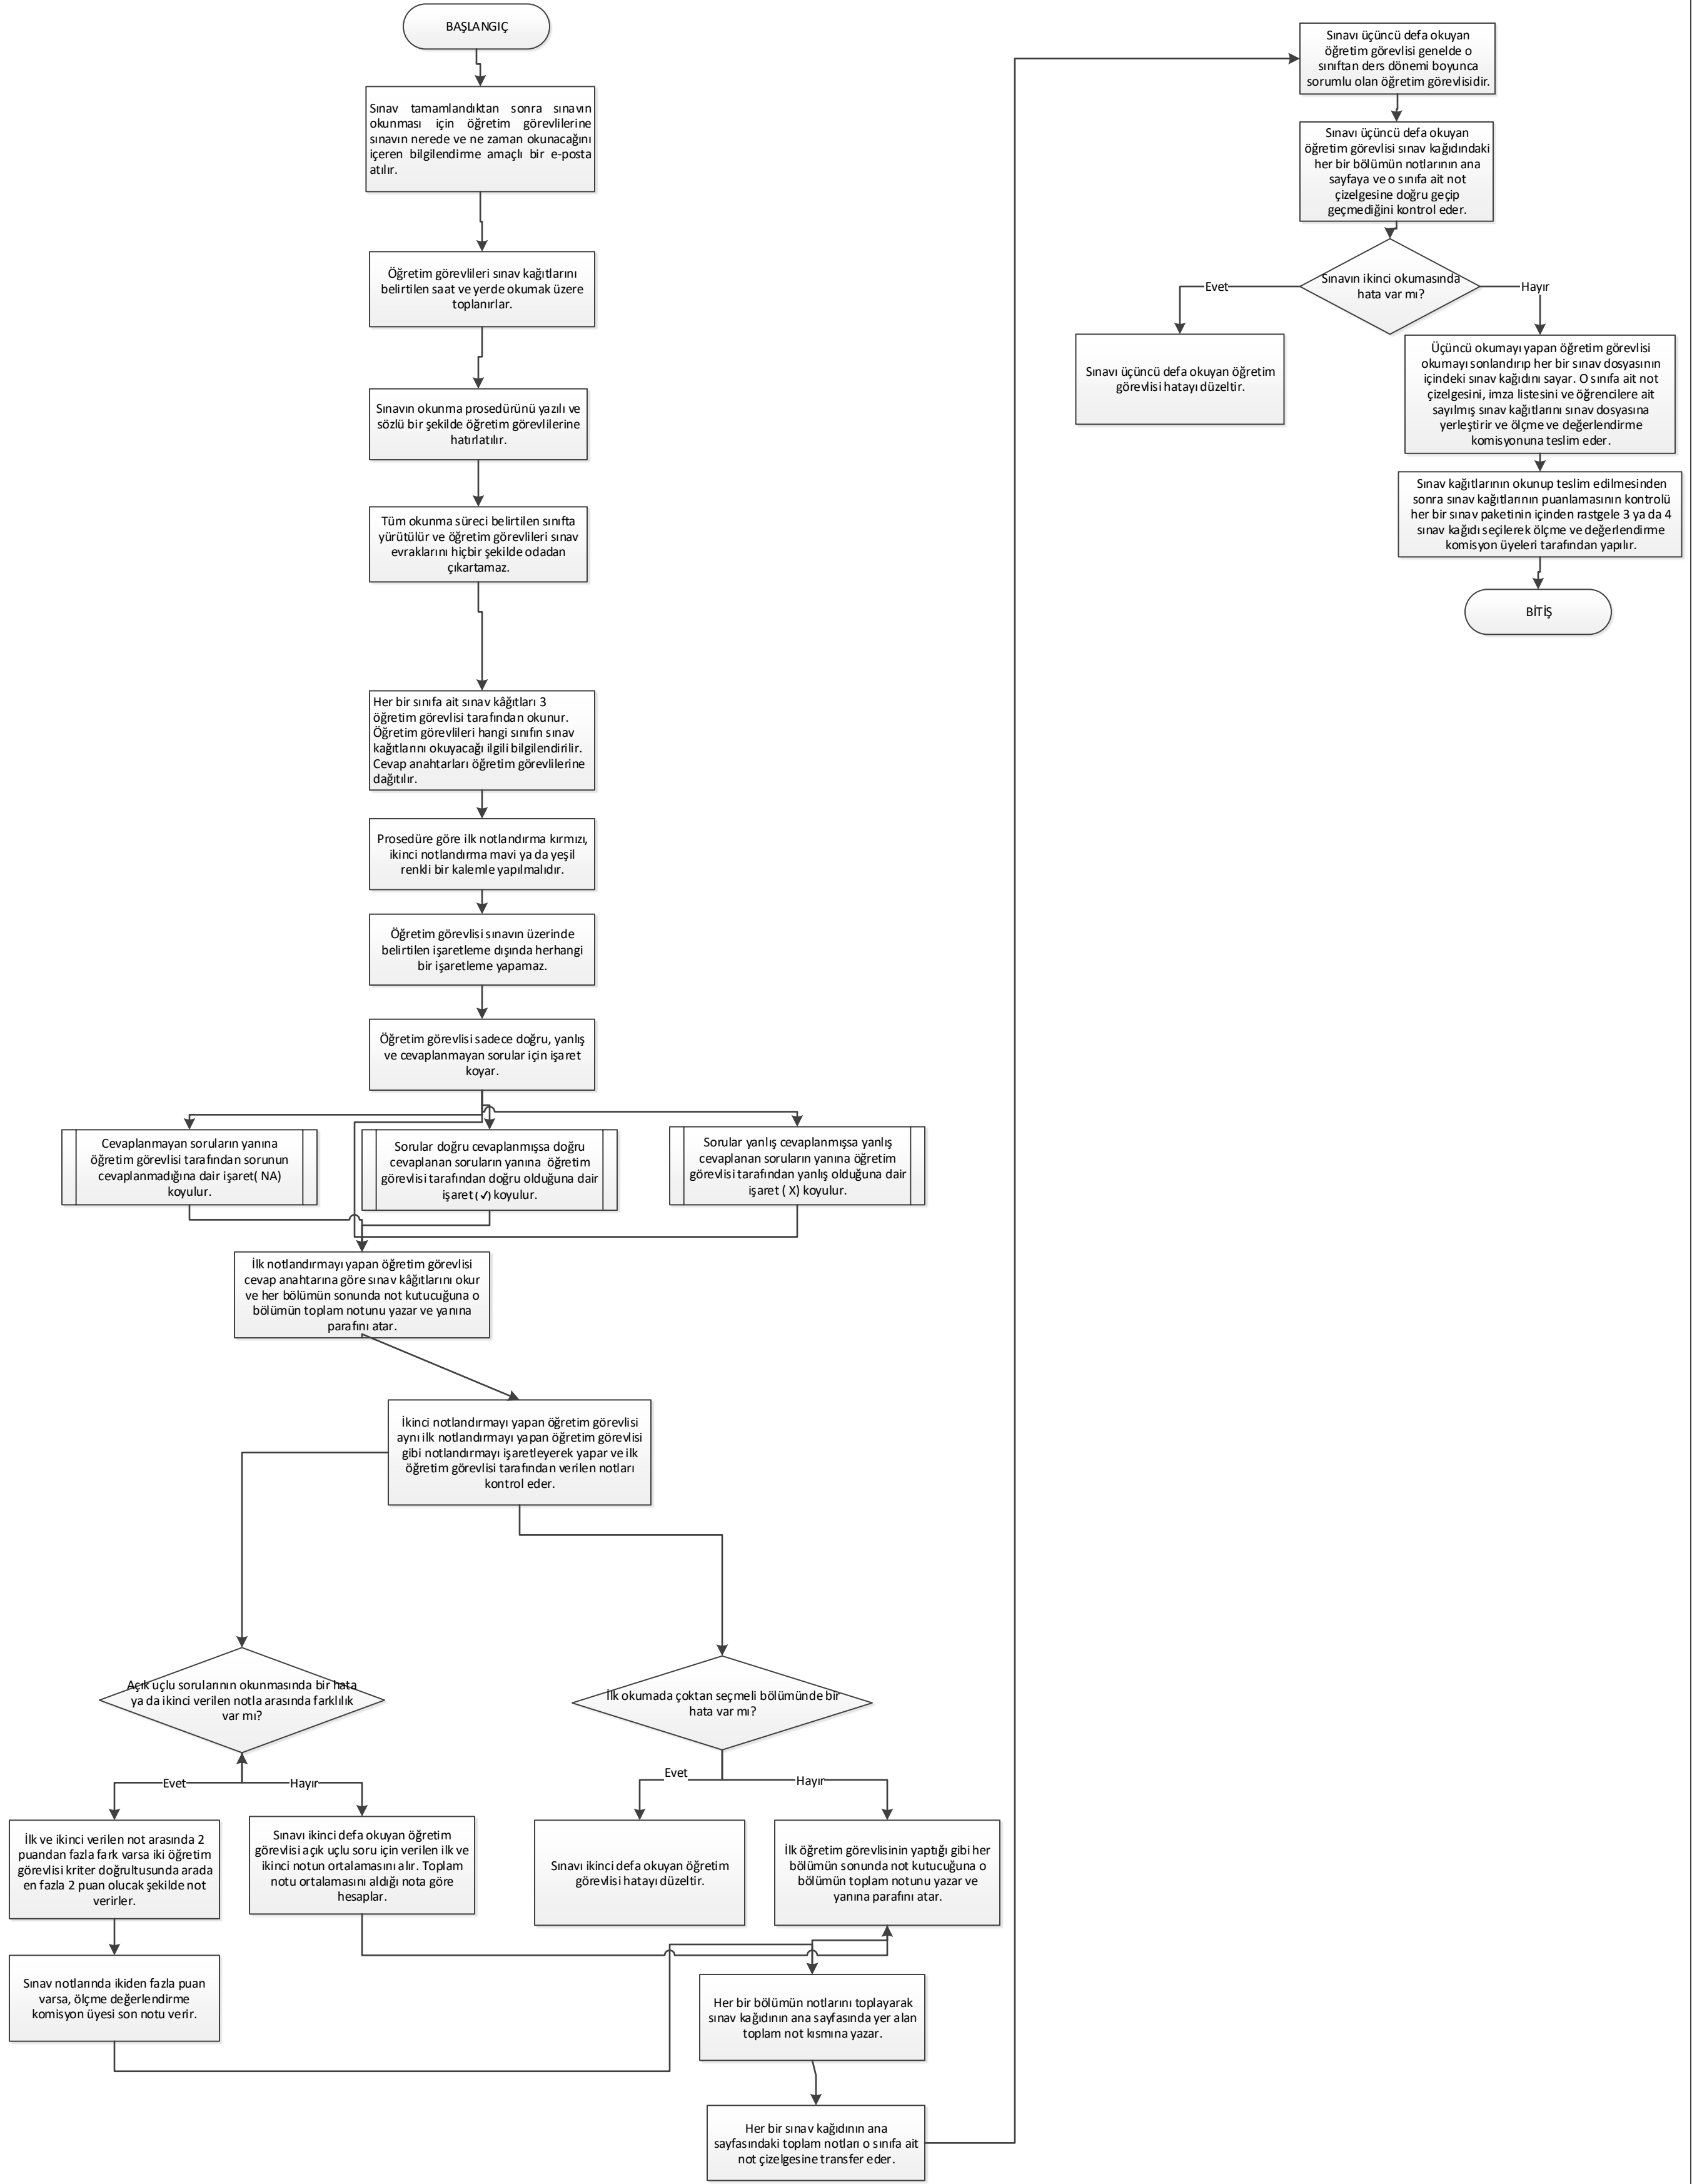 BAŞLANGIÇ
Sınav tamamlandıktan sonra sınavın
okunması için öğretim görevlilerine
sınavın nerede ve ne zaman okunacağını
içeren bilgilendirme amaçlı bir e-posta
atılır.
Öğretim görevlileri sınav kağıtlarını
belirtilen saat ve yerde okumak üzere
toplanırlar.
Sınavın okunma prosedürünü yazılı ve
sözlü bir şekilde öğretim görevlilerine
hatırlatılır.
Tüm okunma süreci belirtilen sınıfta
yürütülür ve öğretim görevlileri sınav
evraklarını hiçbir şekilde odadan
çıkartamaz.
Her bir sınıfa ait sınav kâğıtları 3
öğretim görevlisi tarafından okunur.
Öğretim görevlileri hangi sınıfın sınav
kağıtlarını okuyacağı ilgili bilgilendirilir.
Cevap anahtarları öğretim görevlilerine
dağıtılır.
Prosedüre göre ilk notlandırma kırmızı,
ikinci notlandırma mavi ya da yeşil
renkli bir kalemle yapılmalıdır.
Öğretim görevlisi sınavın üzerinde
belirtilen işaretleme dışında herhangi
bir işaretleme yapamaz.
Öğretim görevlisi sadece doğru, yanlış
ve cevaplanmayan sorular için işaret
koyar.
Cevaplanmayan soruların yanına
öğretim görevlisi tarafından sorunun
cevaplanmadığına dair işaret( NA)
koyulur.
Sorular doğru cevaplanmışsa doğru
cevaplanan soruların yanına öğretim
görevlisi tarafından doğru olduğuna dair
işaret (✓) koyulur.
Sorular yanlış cevaplanmışsa yanlış
cevaplanan soruların yanına öğretim
görevlisi tarafından yanlış olduğuna dair
işaret ( X) koyulur.
İlk notlandırmayı yapan öğretim görevlisi
cevap anahtarına göre sınav kâğıtlarını okur
ve her bölümün sonunda not kutucuğuna o
bölümün toplam notunu yazar ve yanına
parafını atar.
İkinci notlandırmayı yapan öğretim görevlisi
aynı ilk notlandırmayı yapan öğretim görevlisi
gibi notlandırmayı işaretleyerek yapar ve ilk
öğretim görevlisi tarafından verilen notları
kontrol eder.
Açık uçlu sorularının okunmasında bir hata
ya da ikinci verilen notla arasında farklılık
var mı?
Evet
Hayır
İlk ve ikinci verilen not arasında 2
puandan fazla fark varsa iki öğretim
görevlisi kriter doğrultusunda arada
en fazla 2 puan olucak şekilde not
verirler.
Sınavı ikinci defa okuyan öğretim
görevlisi açık uçlu soru için verilen ilk ve
ikinci notun ortalamasını alır. Toplam
notu ortalamasını aldığı nota göre
hesaplar.
Sınav notlarında ikiden fazla puan
varsa, ölçme değerlendirme
komisyon üyesi son notu verir.
İlk okumada çoktan seçmeli bölümünde bir
hata var mı?
Evet
Hayır
Sınavı ikinci defa okuyan öğretim
görevlisi hatayı düzeltir.
İlk öğretim görevlisinin yaptığı gibi her
bölümün sonunda not kutucuğuna o
bölümün toplam notunu yazar ve
yanına parafını atar.
Her bir bölümün notlarını toplayarak
sınav kağıdının ana sayfasında yer alan
toplam not kısmına yazar.
Her bir sınav kağıdının ana
sayfasındaki toplam notları o sınıfa ait
not çizelgesine transfer eder.
Sınavı üçüncü defa okuyan
öğretim görevlisi genelde o
sınıftan ders dönemi boyunca
sorumlu olan öğretim görevlisidir.
Sınavı üçüncü defa okuyan
öğretim görevlisi sınav kağıdındaki
her bir bölümün notlarının ana
sayfaya ve o sınıfa ait not
çizelgesine doğru geçip
geçmediğini kontrol eder.
Sınavın ikinci okumasında
hata var mı?
Evet
Hayır
Sınavı üçüncü defa okuyan öğretim
görevlisi hatayı düzeltir.
Üçüncü okumayı yapan öğretim görevlisi
okumayı sonlandırıp her bir sınav dosyasının
içindeki sınav kağıdını sayar. O sınıfa ait not
çizelgesini, imza listesini ve öğrencilere ait
sayılmış sınav kağıtlarını sınav dosyasına
yerleştirir ve ölçme ve değerlendirme
komisyonuna teslim eder.
Sınav kağıtlarının okunup teslim edilmesinden
sonra sınav kağıtlarının puanlamasının kontrolü
her bir sınav paketinin içinden rastgele 3 ya da 4
sınav kağıdı seçilerek ölçme ve değerlendirme
komisyon üyeleri tarafından yapılır.
BİTİŞ